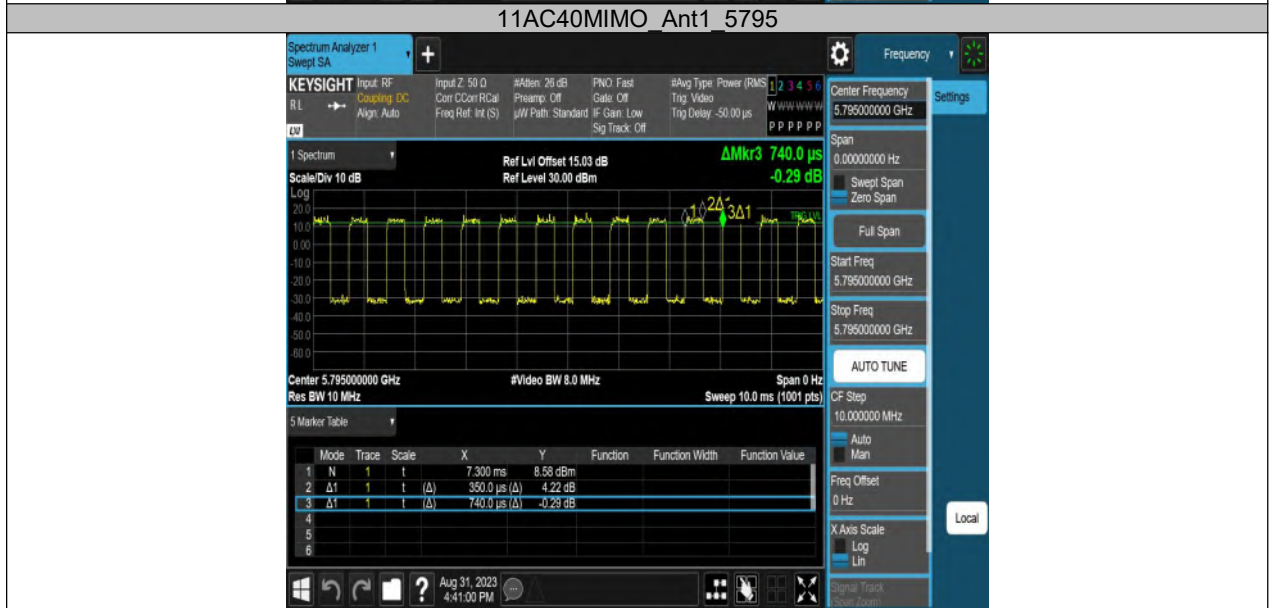 11AC40MIMO_Ant1_5795
Spectrum Analyzer 1
Swept SA
+
Frequency
KEYSIGHT
RL
LXI
Input: RF
Coupling: DC
Align: Auto
Input Z: 50 Ω
Corr CCorr RCal
Freq Ref: Int (S)
#Atten: 26 dB
Preamp: Off
µW Path: Standard
PNO: Fast
Gate: Off
IF Gain: Low
Sig Track: Off
#Avg Type: Power (RMS
Trig: Video
Trig Delay: -50.00 µs
1 2 3 4 5 6
W W W W W W
P P P P P P
Center Frequency
5.795000000 GHz
Settings
Span
0.00000000 Hz
Swept Span
Zero Span
Full Span
Start Freq
5.795000000 GHz
Stop Freq
5.795000000 GHz
AUTO TUNE
CF Step
10.000000 MHz
Auto
Man
Freq Offset
0 Hz
X Axis Scale
Log
Lin
Signal Track
(Span Zoom)
Local
1 Spectrum
Scale/Div 10 dB
Ref Lvl Offset 15.03 dB
Ref Level 30.00 dBm
ΔMkr3 740.0 µs
-0.29 dB
Log
20.0
10.0
0.00
-10.0
-20.0
-30.0
-40.0
-50.0
-60.0
1
2Δ1
3Δ1
TRIG LVL
Center 5.795000000 GHz
#Video BW 8.0 MHz
Span 0 Hz
Res BW 10 MHz
Sweep 10.0 ms (1001 pts)
5 Marker Table
Mode Trace Scale X Y Function Function Width Function Value
1 N 1 t 7.300 ms 8.58 dBm
2 Δ1 1 t (Δ) 350.0 µs (Δ) 4.22 dB
3 Δ1 1 t (Δ) 740.0 µs (Δ) -0.29 dB
4
5
6
?
Aug 31, 2023
4:41:00 PM